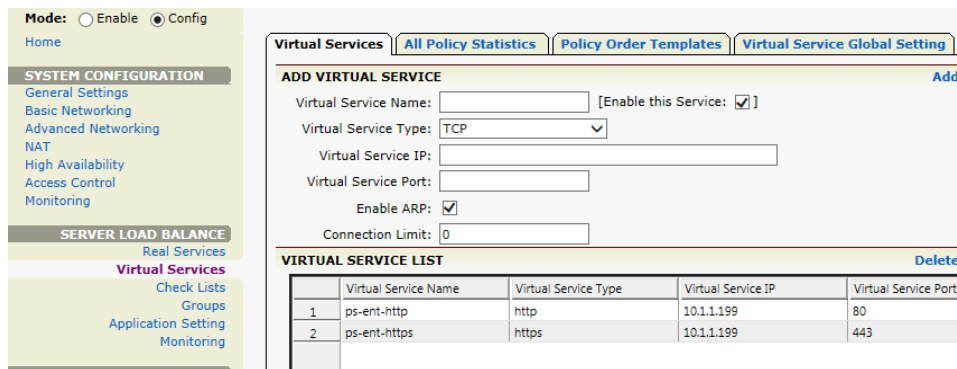 Mode: Enable Config
Home
SYSTEM CONFIGURATION
General Settings
Basic Networking
Advanced Networking
NAT
High Availability
Access Control
Monitoring
SERVER LOAD BALANCE
Real Services
Virtual Services
Check Lists
Groups
Application Setting
Monitoring
Virtual Services All Policy Statistics Policy Order Templates Virtual Service Global Setting
ADD VIRTUAL SERVICE Add
Virtual Service Name: [Enable this Service: ]
Virtual Service Type: TCP
Virtual Service IP:
Virtual Service Port:
Enable ARP:
Connection Limit: 0
VIRTUAL SERVICE LIST Delete
Virtual Service Name Virtual Service Type Virtual Service IP Virtual Service Port
1 ps-ent-http http 10.1.1.199 80
2 ps-ent-https https 10.1.1.199 443